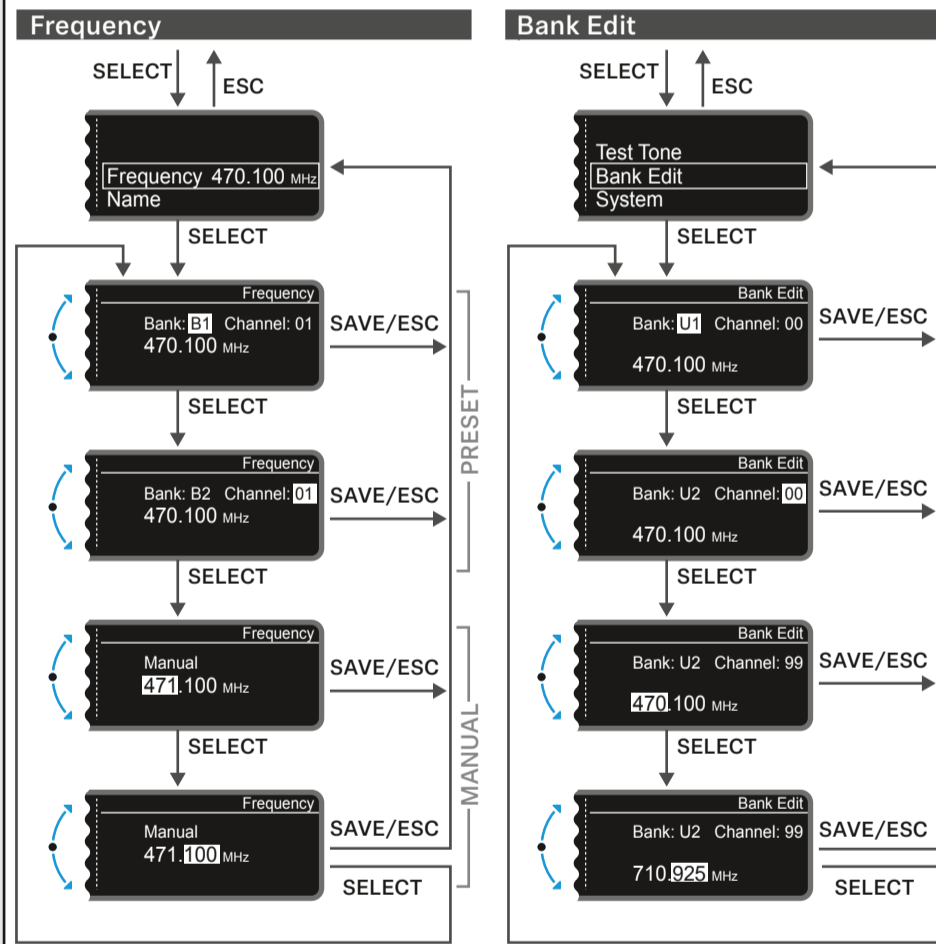 Frequency
SELECT
ESC
Frequency 470.100 MHz
Name
SELECT
Frequency
Bank: B1 Channel: 01
470.100 MHz
SAVE/ESC
SELECT
Frequency
Bank: B2 Channel: 01
470.100 MHz
SAVE/ESC
PRESET
SELECT
Frequency
Manual
471.100 MHz
SAVE/ESC
SELECT
Frequency
Manual
471.100 MHz
SAVE/ESC
SELECT
MANUAL
Bank Edit
SELECT
ESC
Test Tone
Bank Edit
System
SELECT
Bank Edit
Bank: U1 Channel: 00
470.100 MHz
SAVE/ESC
SELECT
Bank Edit
Bank: U2 Channel: 00
470.100 MHz
SAVE/ESC
SELECT
Bank Edit
Bank: U2 Channel: 99
470.100 MHz
SAVE/ESC
SELECT
Bank Edit
Bank: U2 Channel: 99
710.925 MHz
SAVE/ESC
SELECT